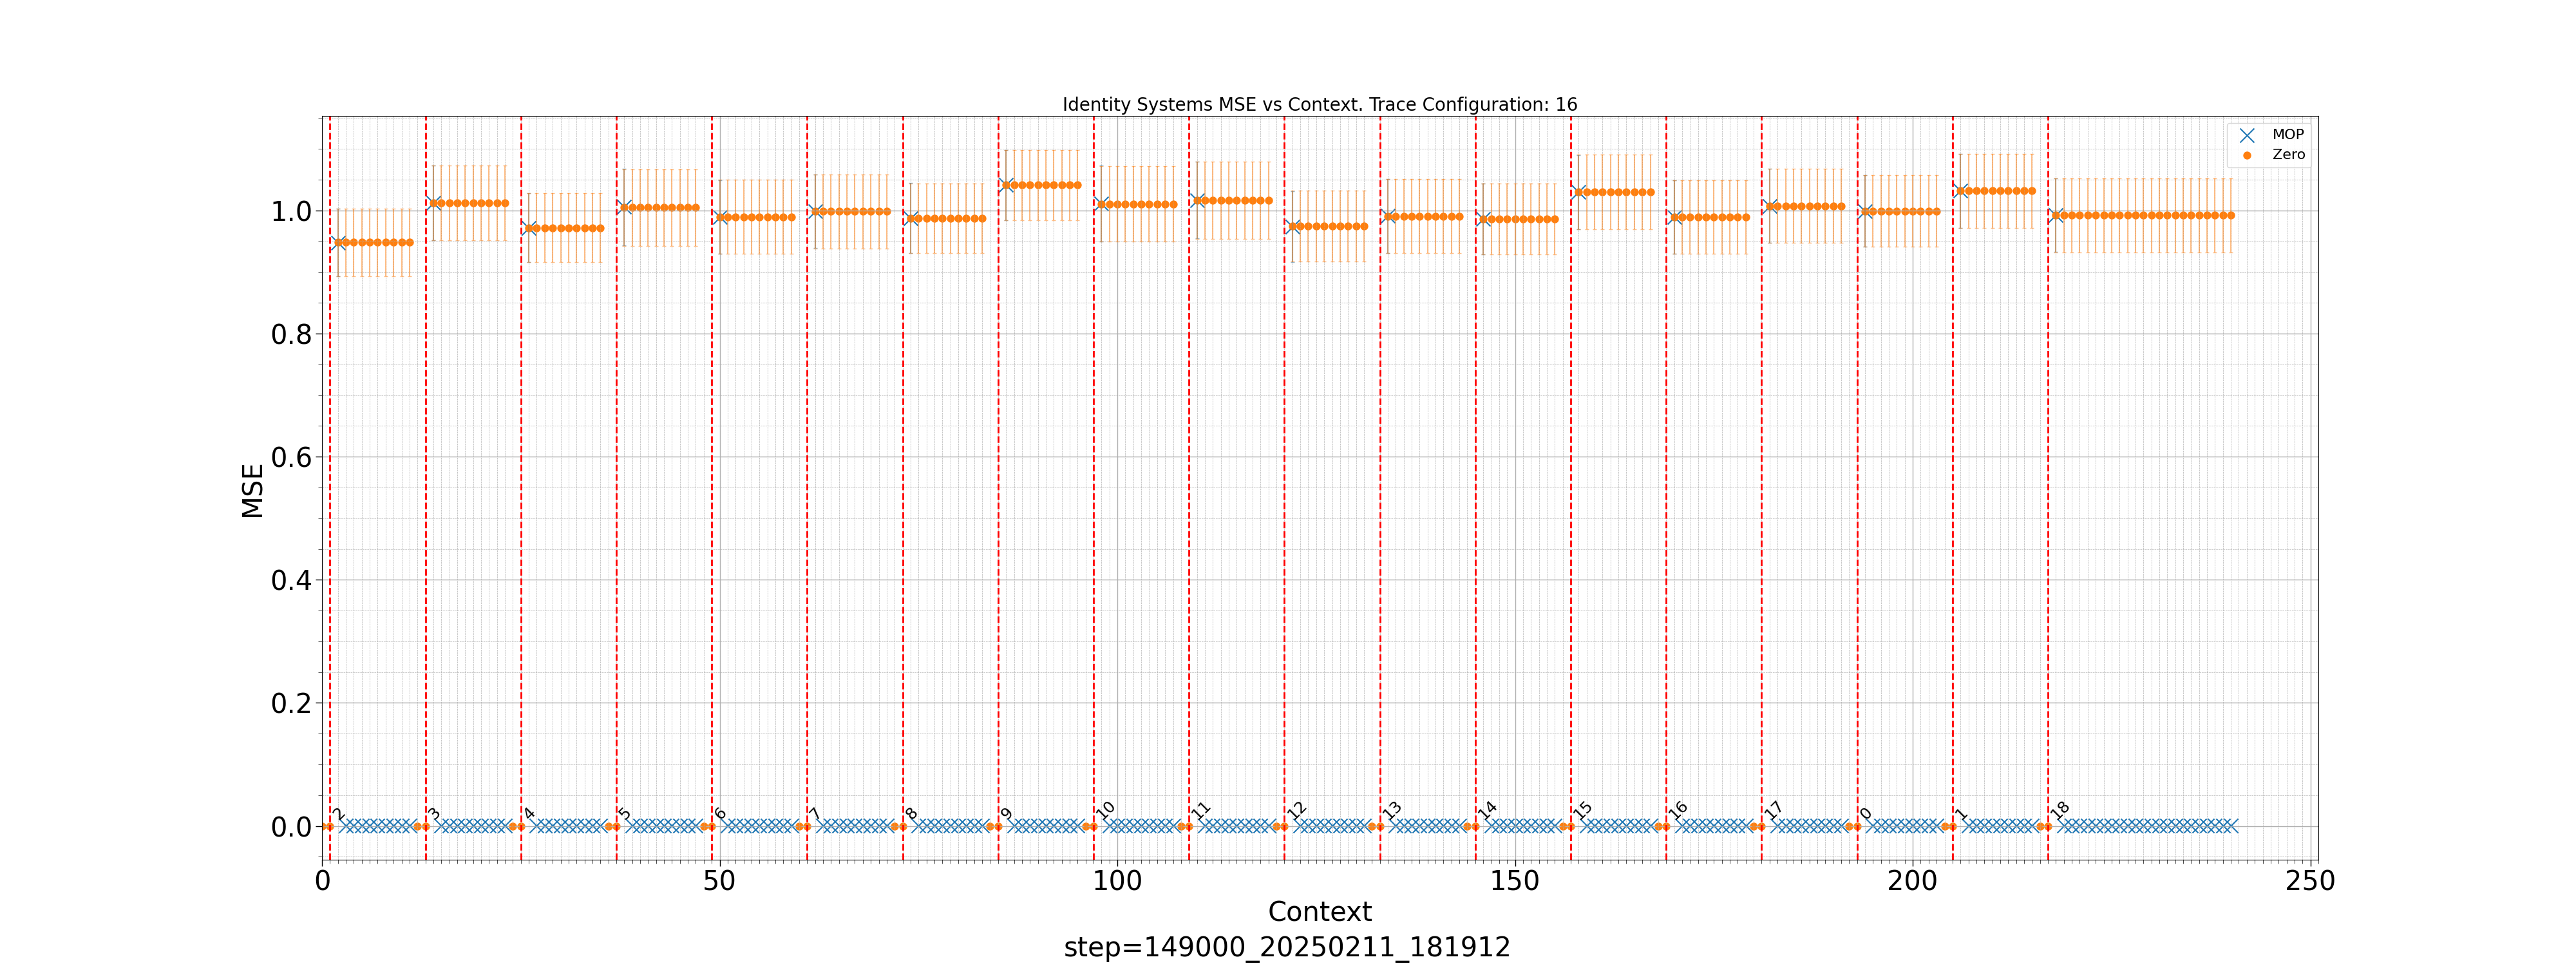 Identity Systems MSE vs Context. Trace Configuration: 16
MOP
Zero
1.0
0.8
0.6
0.4
0.2
0.0
MSE
2 3 4 5 6 7 8 9 10 11 12 13 14 15 16 17 0 1 18
0 50 100 150 200 250
Context
step=149000_20250211_181912